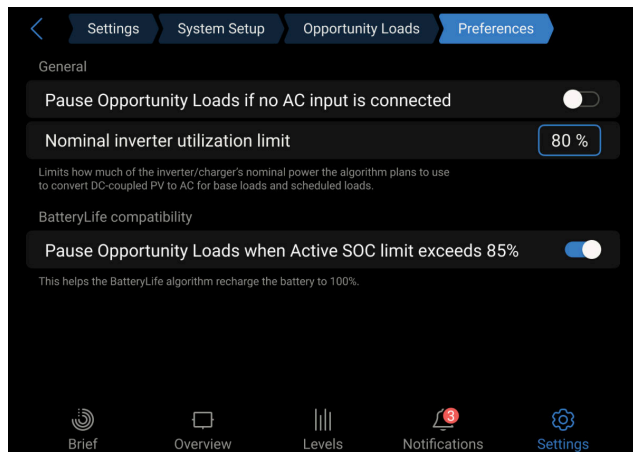 Settings
System Setup
Opportunity Loads
Preferences
General
Pause Opportunity Loads if no AC input is connected
Nominal inverter utilization limit
80 %
Limits how much of the inverter/charger's nominal power the algorithm plans to use
to convert DC-coupled PV to AC for base loads and scheduled loads.
BatteryLife compatibility
Pause Opportunity Loads when Active SOC limit exceeds 85%
This helps the BatteryLife algorithm recharge the battery to 100%.
3
Brief
Overview
Levels
Notifications
Settings